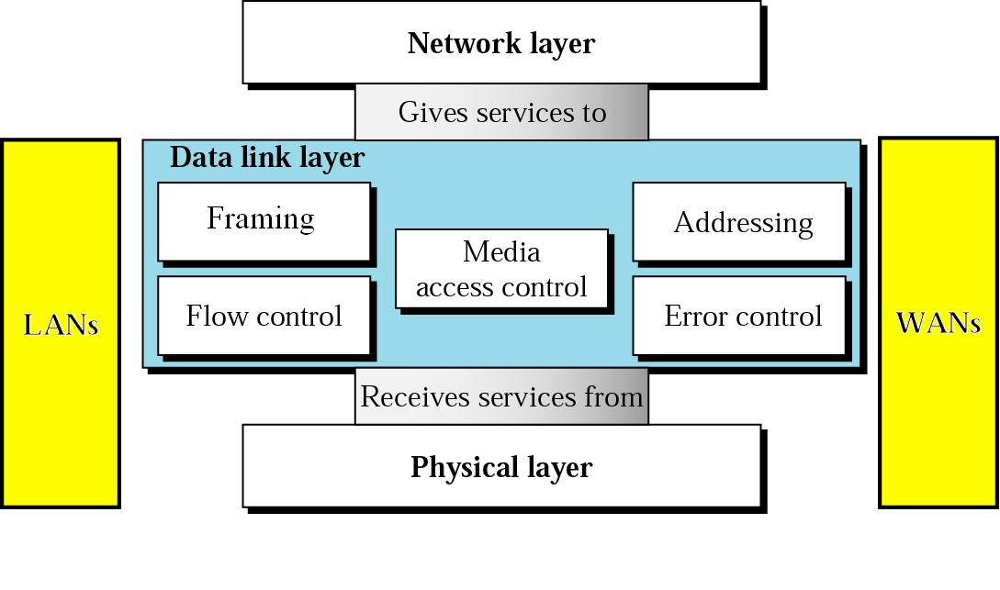 Network layer
Gives services to
Data link layer
Framing
Addressing
Media
access control
Flow control
Error control
LANs
WANs
Receives services from
Physical layer